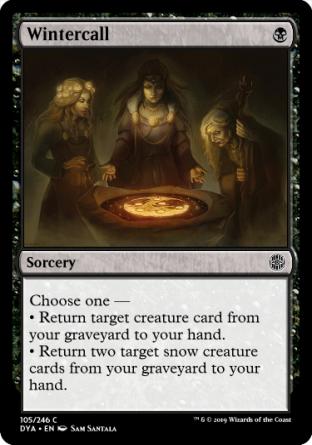 Wintercall
Sorcery
Choose one —
• Return target creature card from
your graveyard to your hand.
• Return two target snow creature
cards from your graveyard to your
hand.
105/246 C
DYA • EN SAM SANTALA
™ & © 2019 Wizards of the Coast